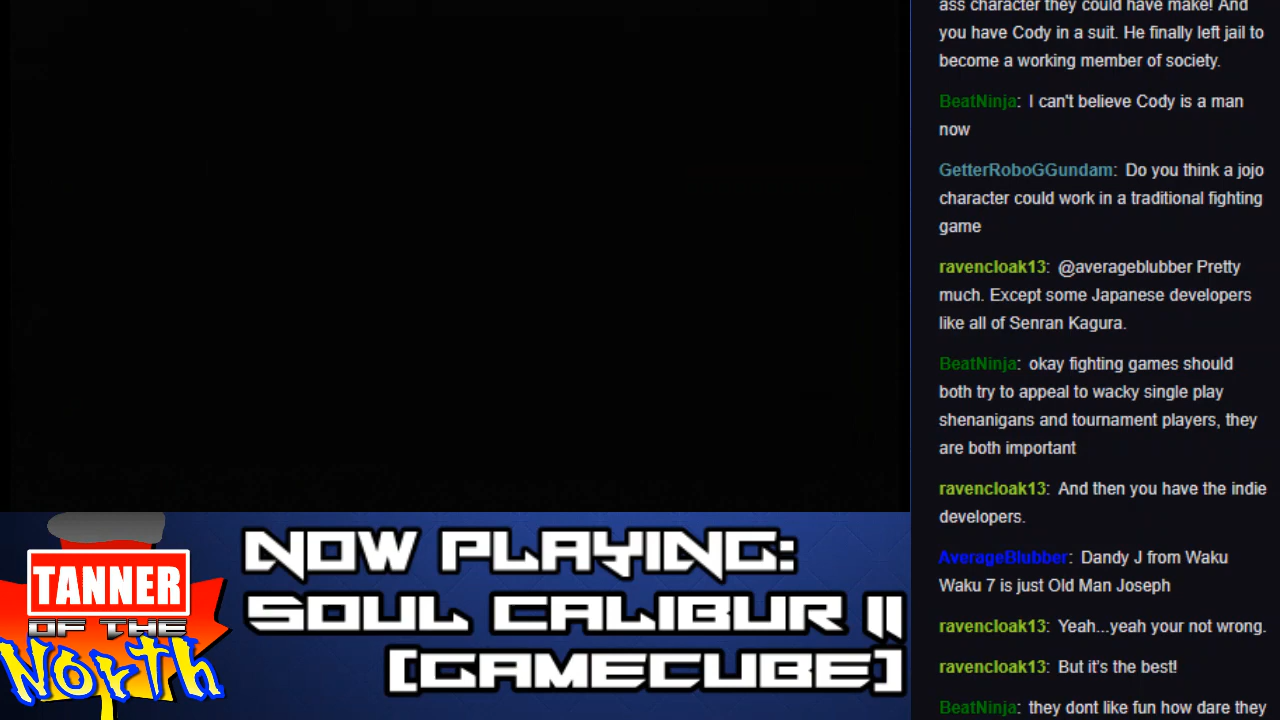 ass character they could have make! And
you have Cody in a suit. He finally left jail to
become a working member of society.
BeatNinja: I can't believe Cody is a man
now
GetterRoboGGundam: Do you think a jojo
character could work in a traditional fighting
game
ravencloak13: @averageblubber Pretty
much. Except some Japanese developers
like all of Senran Kagura.
BeatNinja: okay fighting games should
both try to appeal to wacky single play
shenanigans and tournament players, they
are both important
ravencloak13: And then you have the indie
developers.
AverageBlubber: Dandy J from Waku
Waku 7 is just Old Man Joseph
ravencloak13: Yeah...yeah your not wrong.
ravencloak13: But it's the best!
BeatNinja: they dont like fun how dare they
TANNER
OF THE
North
NOW PLAYING:
SOUL CALIBUR II
[GAMECUBE]